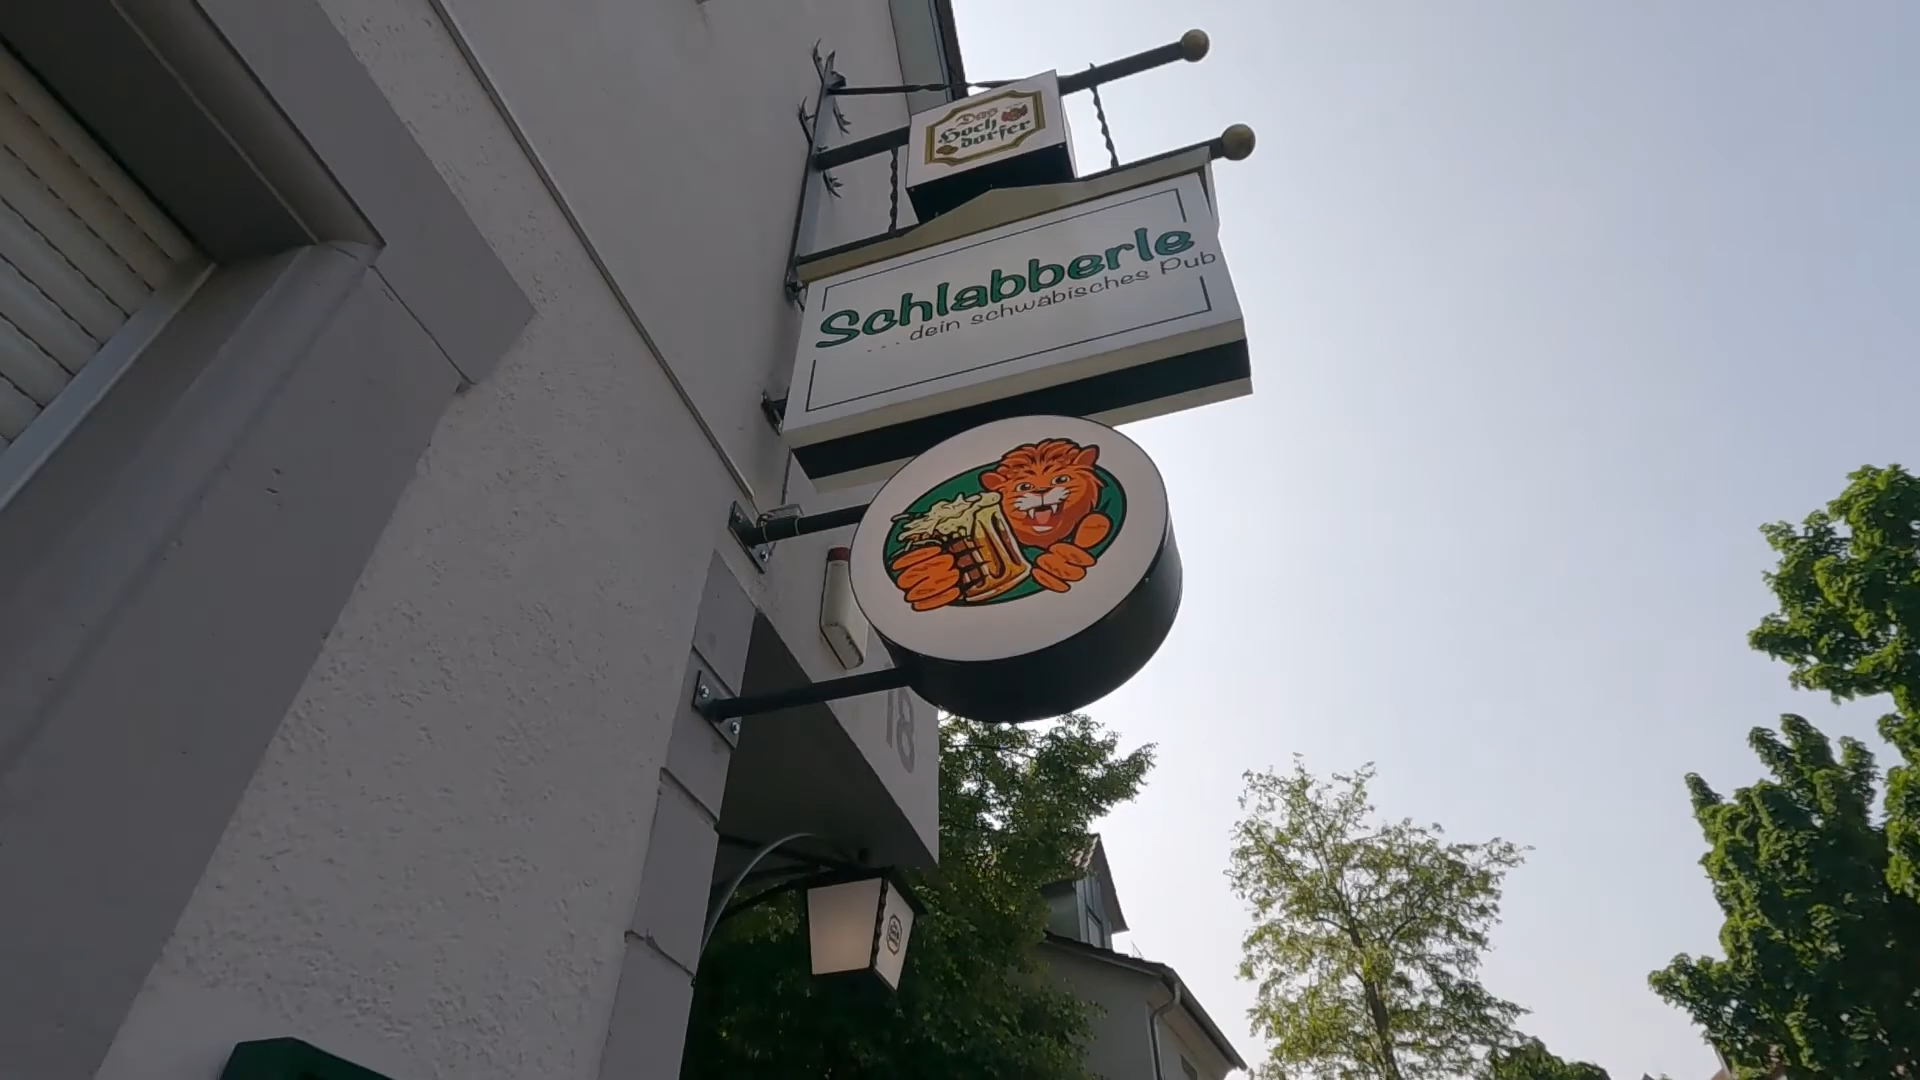 Das
Hoch
dorfer
Schlabberle
... dein schwäbisches Pub
18